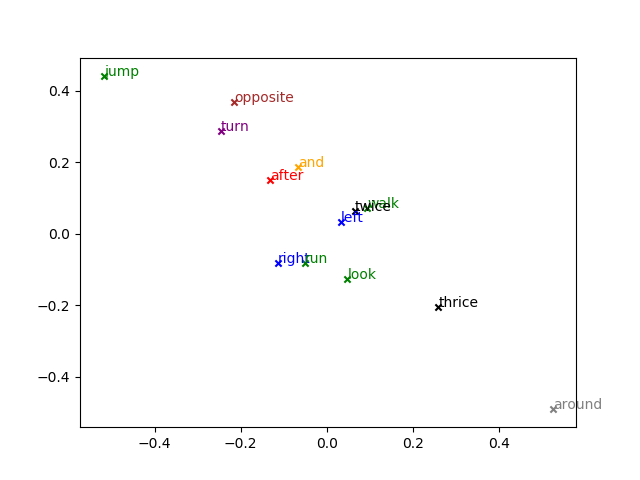 jump
opposite
turn
and
after
walk
twice
left
right
run
look
thrice
around
0.4
0.2
0.0
−0.2
−0.4
−0.4
−0.2
0.0
0.2
0.4